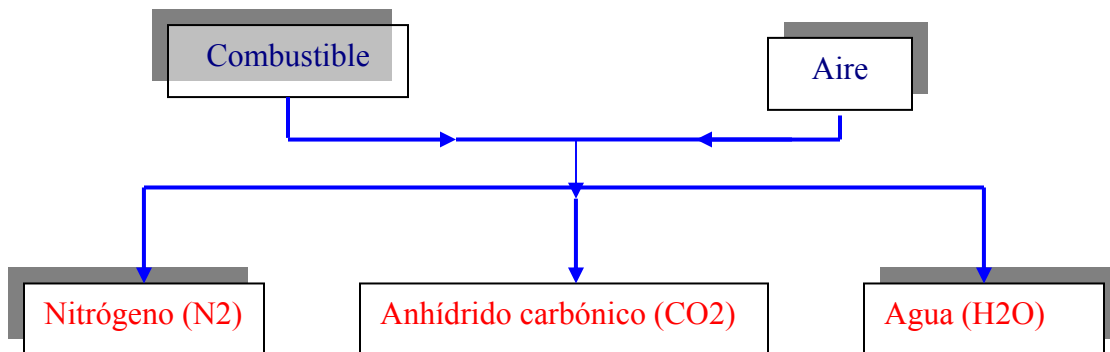 Combustible
Aire
Nitrógeno (N2)
Anhídrido carbónico (CO2)
Agua (H2O)